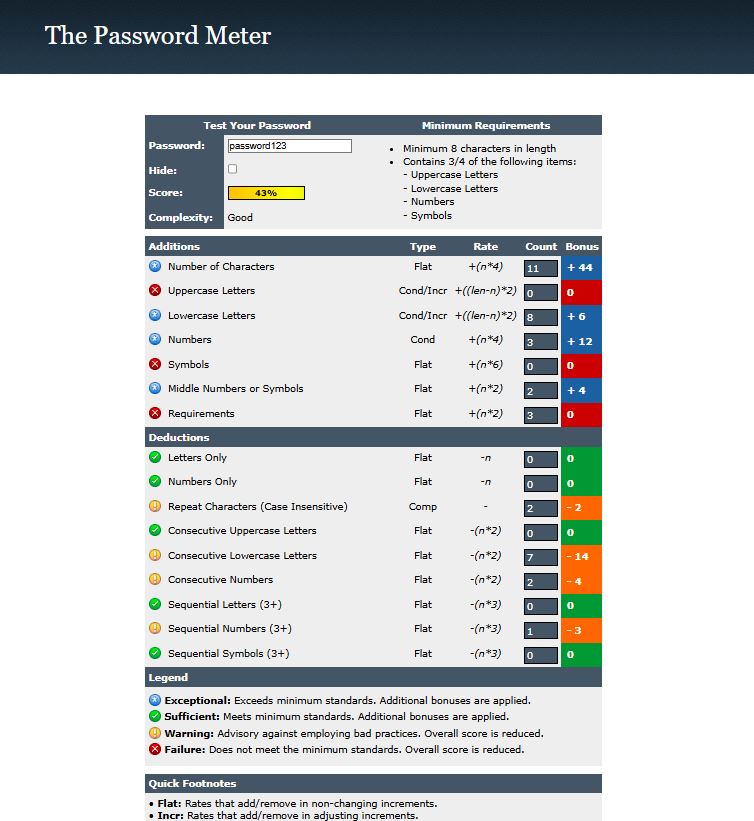 The Password Meter
Test Your Password Minimum Requirements
Password: password123
Hide:
Score: 43%
Complexity: Good
• Minimum 8 characters in length
• Contains 3/4 of the following items:
- Uppercase Letters
- Lowercase Letters
- Numbers
- Symbols
Additions Type Rate Count Bonus
Number of Characters Flat +(n*4) 11 + 44
Uppercase Letters Cond/Incr +((len-n)*2) 0 0
Lowercase Letters Cond/Incr +((len-n)*2) 8 + 6
Numbers Cond +(n*4) 3 + 12
Symbols Flat +(n*6) 0 0
Middle Numbers or Symbols Flat +(n*2) 2 + 4
Requirements Flat +(n*2) 3 0
Deductions
Letters Only Flat -n 0 0
Numbers Only Flat -n 0 0
Repeat Characters (Case Insensitive) Comp - 2 - 2
Consecutive Uppercase Letters Flat -(n*2) 0 0
Consecutive Lowercase Letters Flat -(n*2) 7 - 14
Consecutive Numbers Flat -(n*2) 2 - 4
Sequential Letters (3+) Flat -(n*3) 0 0
Sequential Numbers (3+) Flat -(n*3) 1 - 3
Sequential Symbols (3+) Flat -(n*3) 0 0
Legend
Exceptional: Exceeds minimum standards. Additional bonuses are applied.
Sufficient: Meets minimum standards. Additional bonuses are applied.
Warning: Advisory against employing bad practices. Overall score is reduced.
Failure: Does not meet the minimum standards. Overall score is reduced.
Quick Footnotes
• Flat: Rates that add/remove in non-changing increments.
• Incr: Rates that add/remove in adjusting increments.